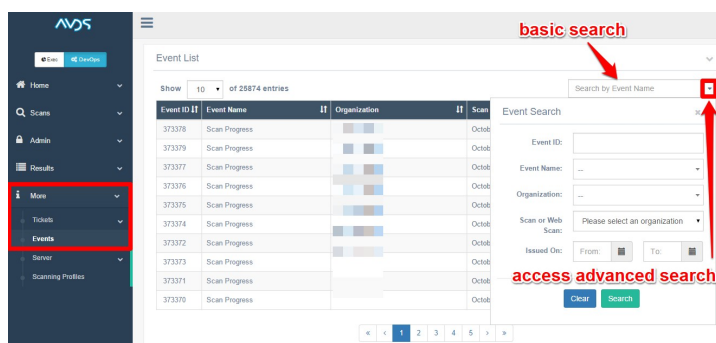 AVDS
basic search
Exec DevOps
Event List
Home
Show 10 of 25874 entries
Search by Event Name
Event ID Event Name Organization Scan
Scans
373378 Scan Progress Octob
373379 Scan Progress Octob
Admin
373377 Scan Progress Octob
Results
373376 Scan Progress Octob
More
373375 Scan Progress Octob
Tickets
373374 Scan Progress Octob
Events
373372 Scan Progress Octob
Server
373373 Scan Progress Octob
Scanning Profiles
373371 Scan Progress Octob
373370 Scan Progress Octob
Event Search
Event ID:
Event Name: --
Organization: --
Scan or Web
Scan:
Please select an organization
Issued On: From: To:
access advanced search
Clear Search
« ‹ 1 2 3 4 5 › »